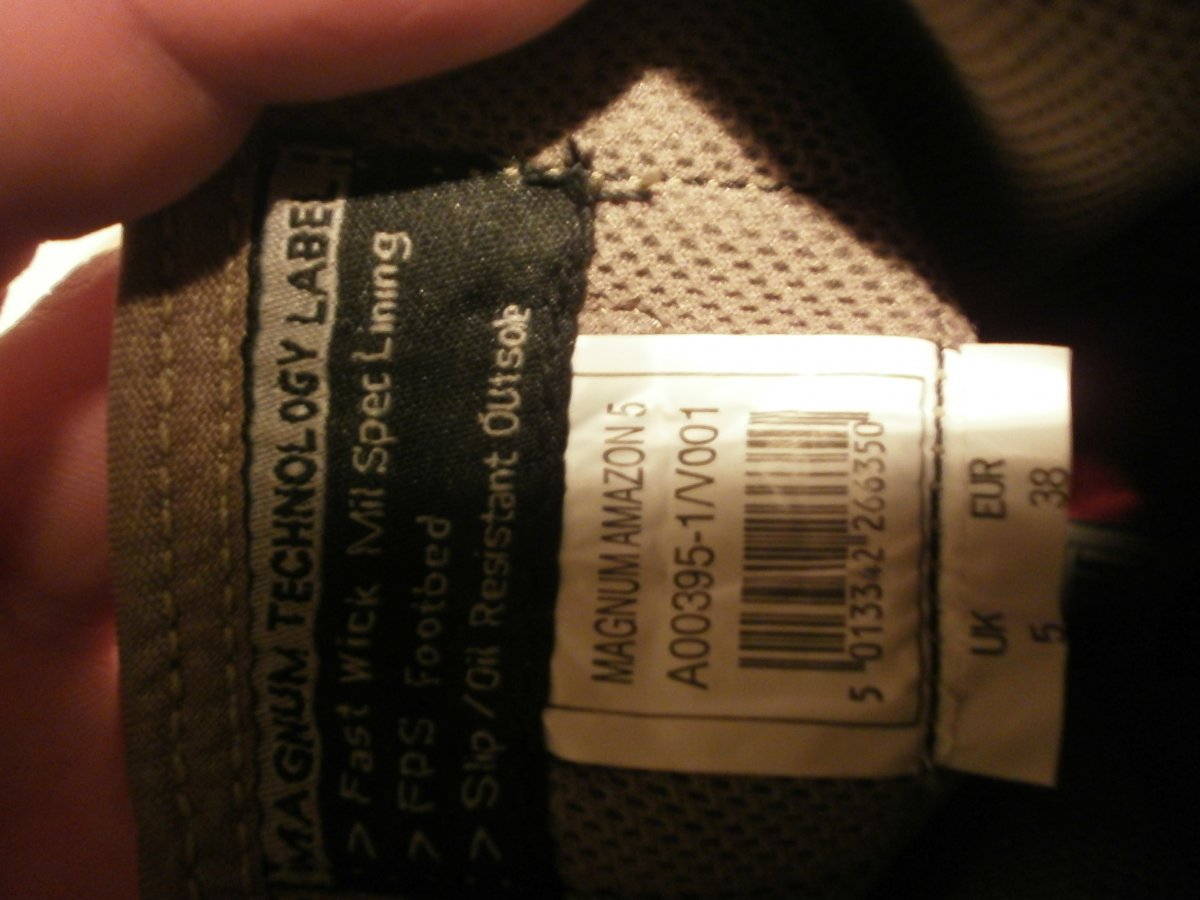 MAGNUM TECHNOLOGY LABEL
> Fast Wick Mil Spec Lining
> FPS Footbed
> Slip/Oil Resistant Outsole
MAGNUM AMAZON 5
A00395-1/V001
5 013342 266350
UK EUR
5 38